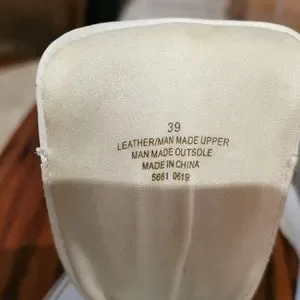 39
LEATHER/MAN MADE UPPER
MAN MADE OUTSOLE
MADE IN CHINA
5661 0619